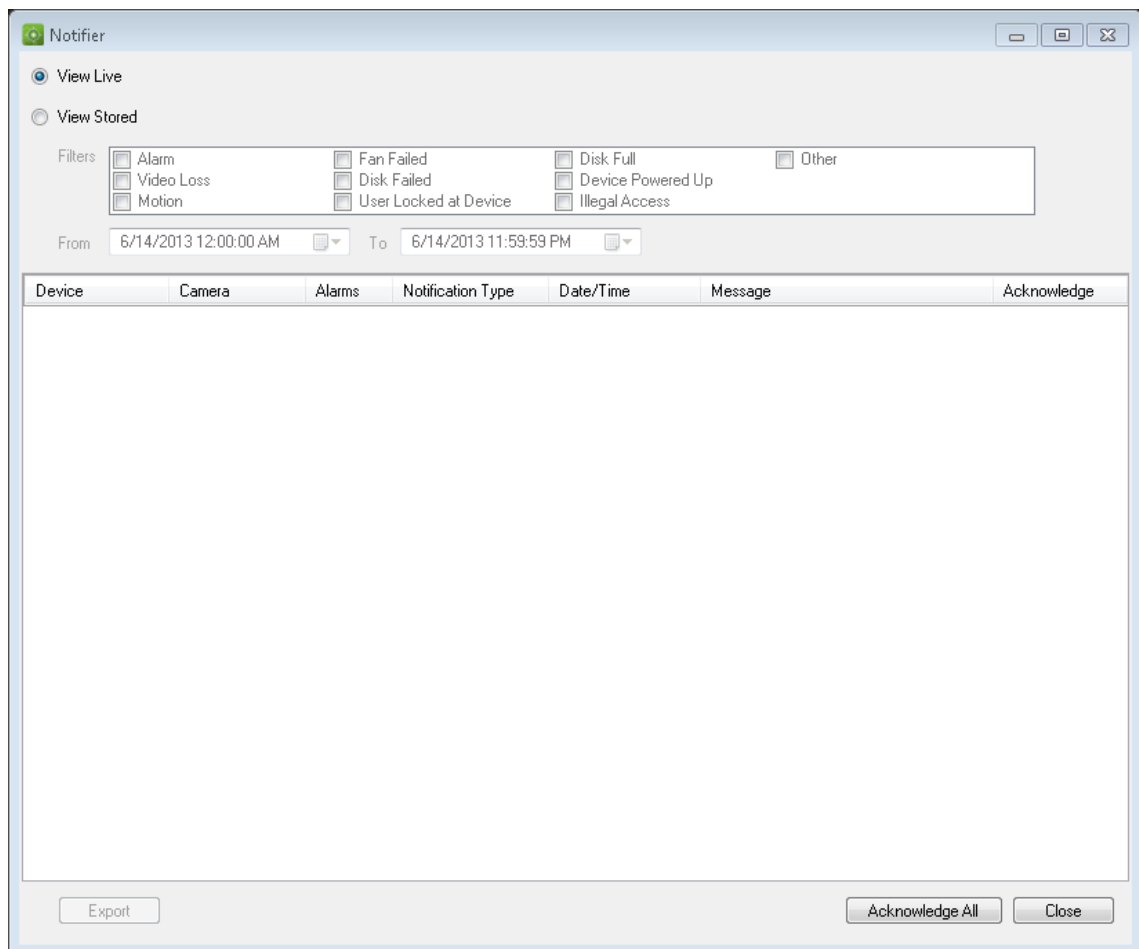 Notifier
View Live
View Stored
Filters Alarm Fan Failed Disk Full Other
Video Loss Disk Failed Device Powered Up
Motion User Locked at Device Illegal Access
From 6/14/2013 12:00:00 AM To 6/14/2013 11:59:59 PM
Device Camera Alarms Notification Type Date/Time Message Acknowledge
Export Acknowledge All Close